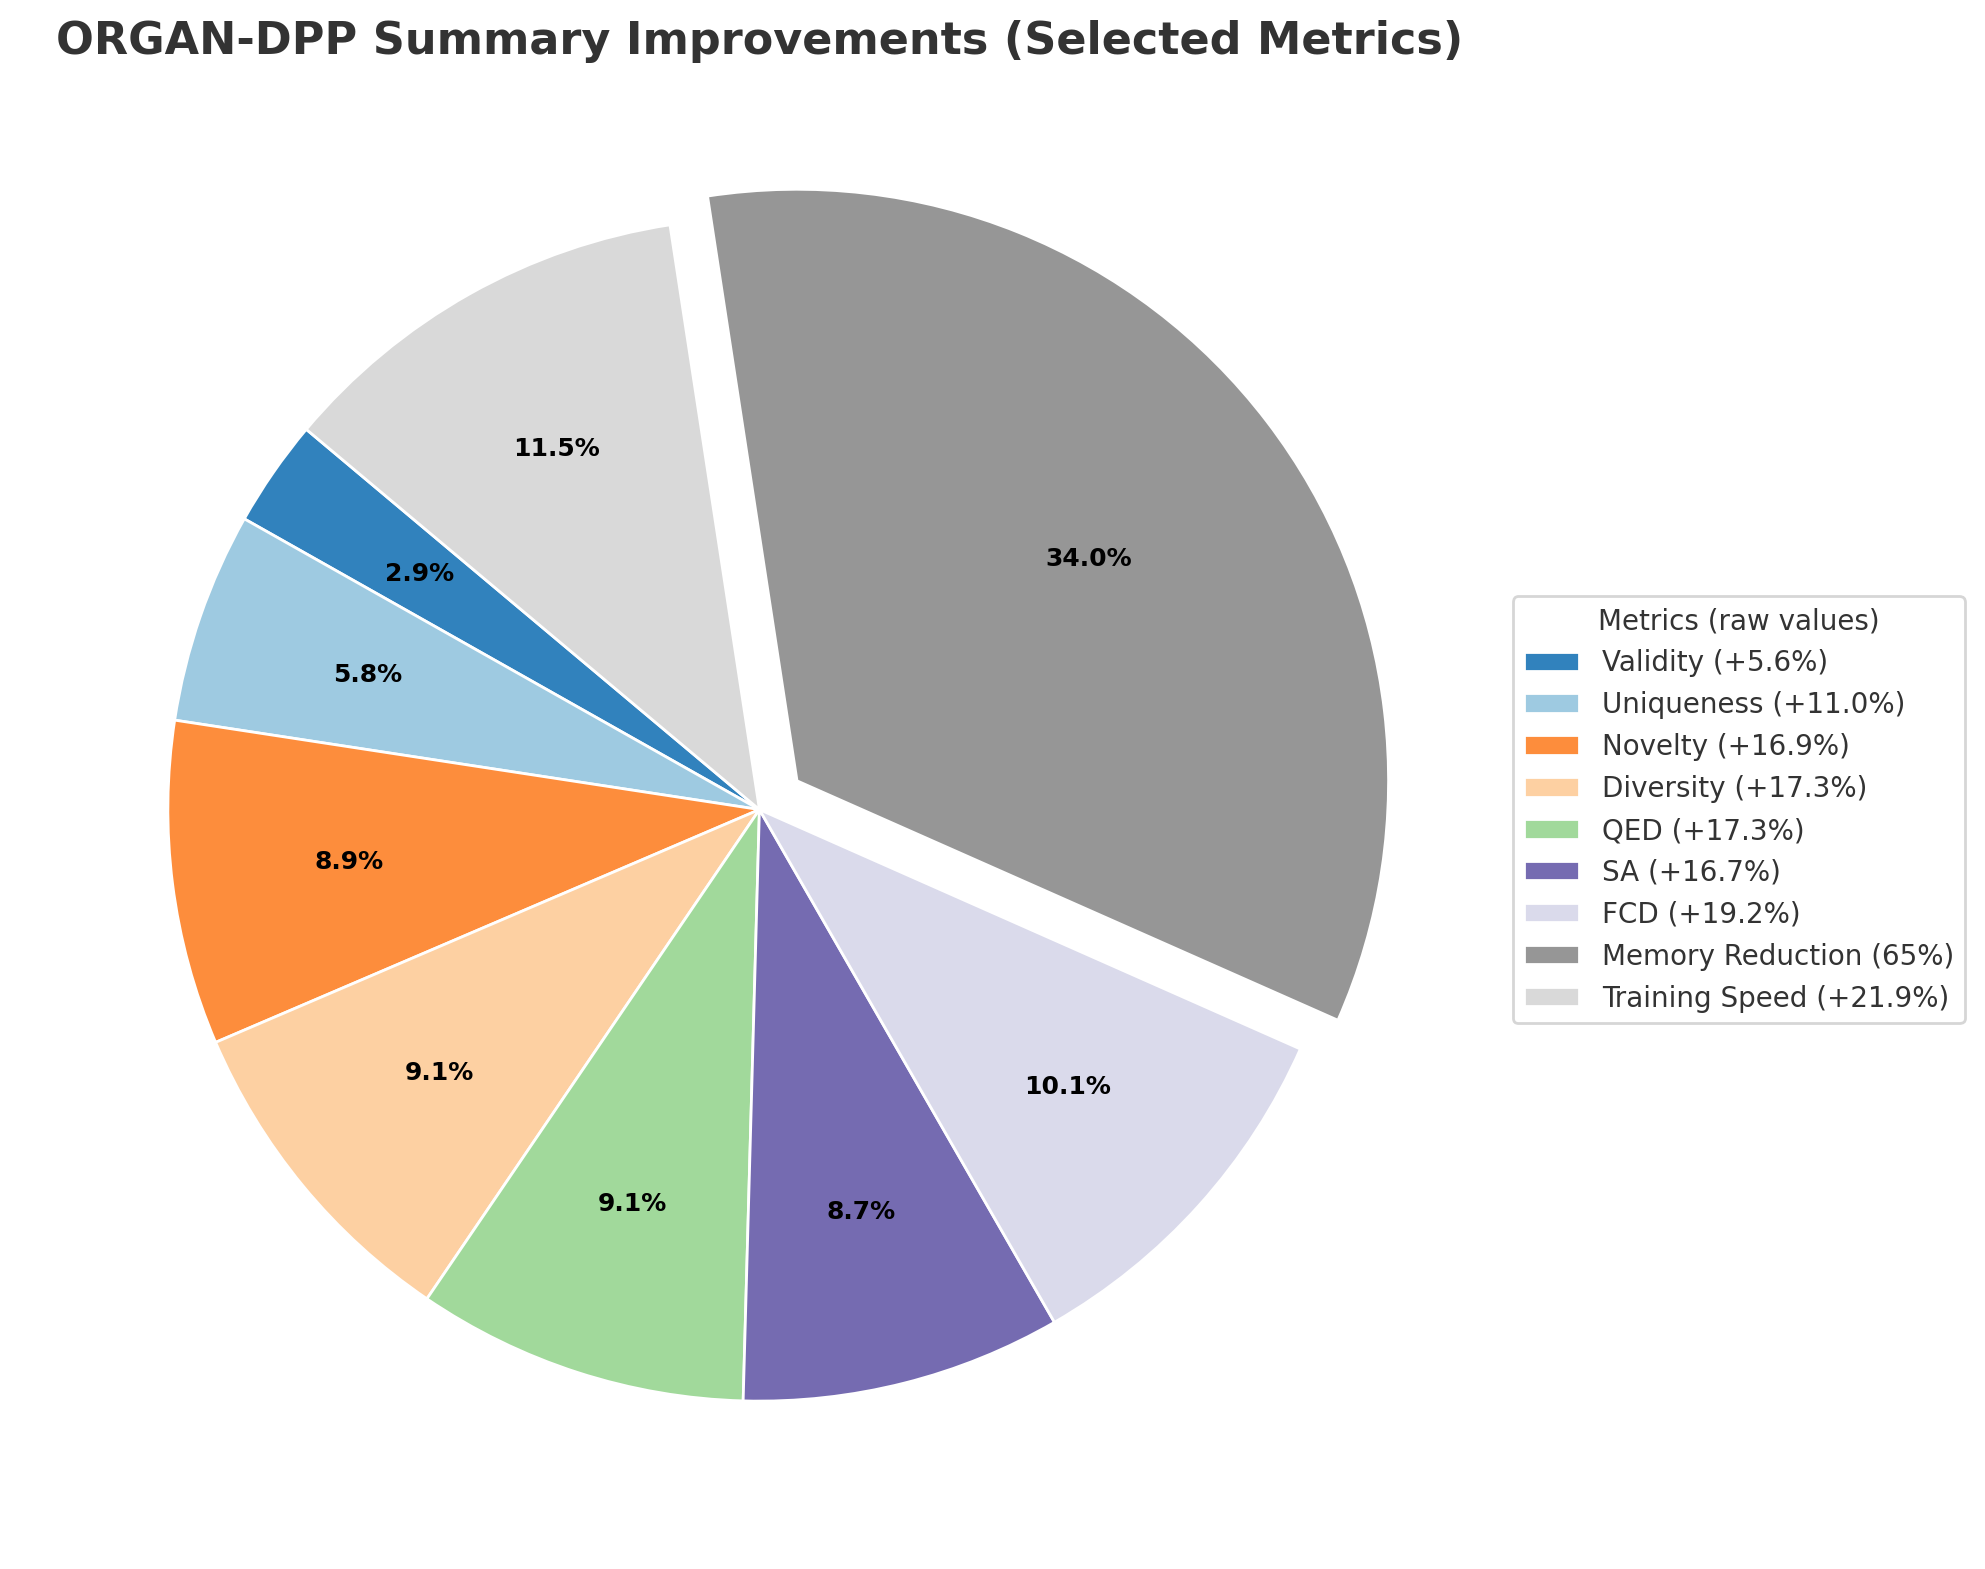 ORGAN-DPP Summary Improvements (Selected Metrics)
11.5%
34.0%
2.9%
5.8%
8.9%
9.1%
9.1%
8.7%
10.1%
Metrics (raw values)
Validity (+5.6%)
Uniqueness (+11.0%)
Novelty (+16.9%)
Diversity (+17.3%)
QED (+17.3%)
SA (+16.7%)
FCD (+19.2%)
Memory Reduction (65%)
Training Speed (+21.9%)